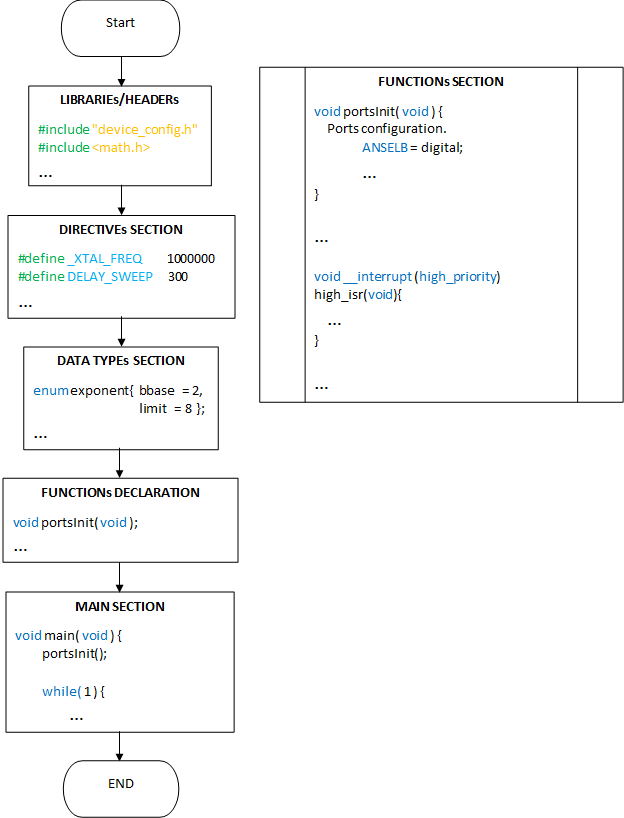 Start
LIBRARIEs/HEADERs
#include "device_config.h"
#include <math.h>
...
DIRECTIVEs SECTION
#define _XTAL_FREQ 1000000
#define DELAY_SWEEP 300
...
DATA TYPEs SECTION
enum exponent{ bbase = 2,
limit = 8 };
...
FUNCTIONs DECLARATION
void portsInit( void );
...
MAIN SECTION
void main( void ) {
portsInit();
while( 1 ) {
...
END
FUNCTIONs SECTION
void portsInit( void ) {
Ports configuration.
ANSELB = digital;
...
}
...
void __interrupt (high_priority)
high_isr(void){
...
}
...